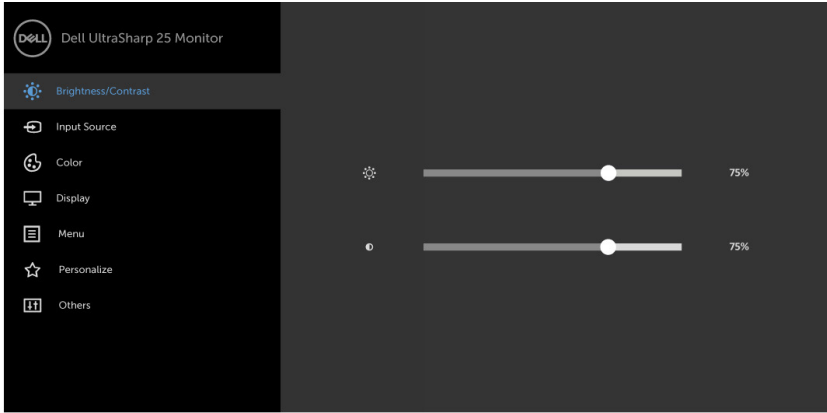 DELL
Dell UltraSharp 25 Monitor
Brightness/Contrast
Input Source
Color
75%
Display
Menu
75%
Personalize
Others